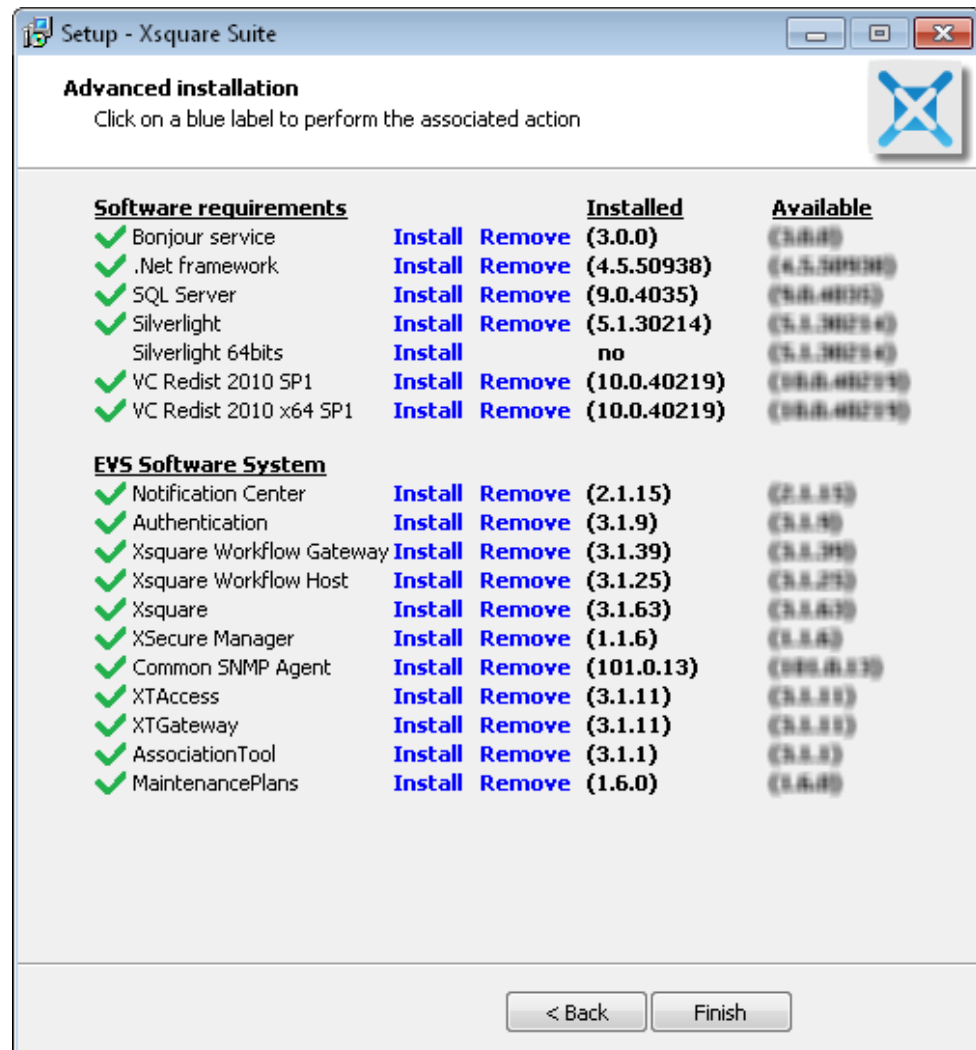 Setup - Xsquare Suite
Advanced installation
Click on a blue label to perform the associated action
Software requirements Installed Available
Bonjour service Install Remove (3.0.0)
.Net framework Install Remove (4.5.50938)
SQL Server Install Remove (9.0.4035)
Silverlight Install Remove (5.1.30214)
Silverlight 64bits Install no
VC Redist 2010 SP1 Install Remove (10.0.40219)
VC Redist 2010 x64 SP1 Install Remove (10.0.40219)
EVS Software System
Notification Center Install Remove (2.1.15)
Authentication Install Remove (3.1.9)
Xsquare Workflow Gateway Install Remove (3.1.39)
Xsquare Workflow Host Install Remove (3.1.25)
Xsquare Install Remove (3.1.63)
XSecure Manager Install Remove (1.1.6)
Common SNMP Agent Install Remove (101.0.13)
XTAccess Install Remove (3.1.11)
XTGateway Install Remove (3.1.11)
AssociationTool Install Remove (3.1.1)
MaintenancePlans Install Remove (1.6.0)
< Back Finish